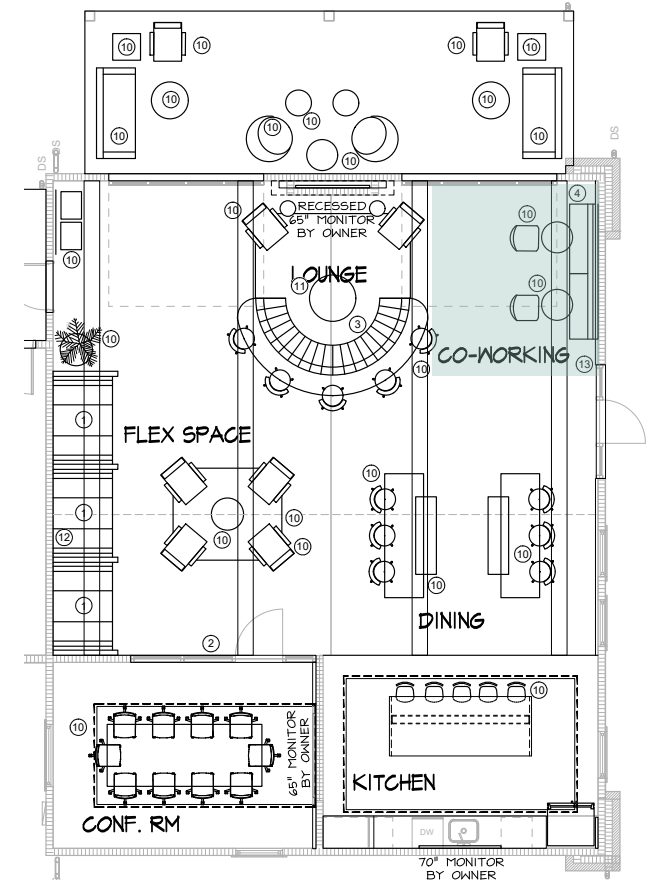 10
10
10
10
10
10
10
10
10
10
10
10
DS
DS
DS
4
10
RECESSED
65" MONITOR
BY OWNER
10
10
LOUNGE
11
10
3
10
CO-WORKING
13
10
1
FLEX SPACE
10
1
10
12
10
10
10
10
1
DINING
2
10
10
65" MONITOR
BY OWNER
KITCHEN
CONF. RM
DW
70" MONITOR
BY OWNER